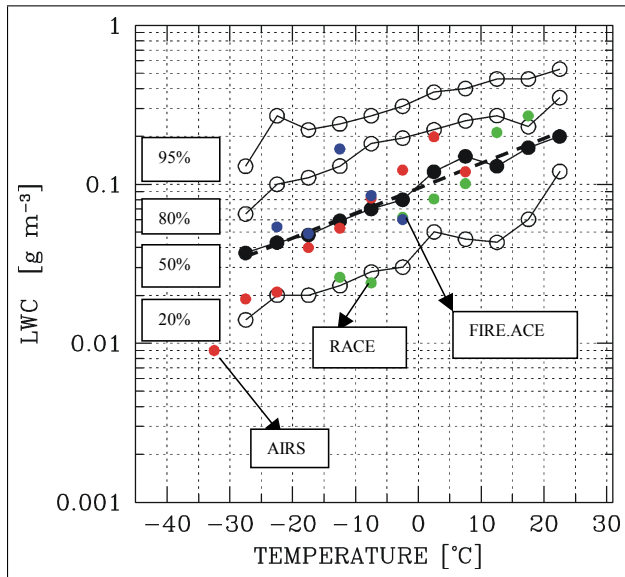 1
95%
0.1
80%
50%
20%
0.01
0.001
LWC [g m⁻³]
RACE
FIRE.ACE
AIRS
−40 −30 −20 −10 0 10 20 30
TEMPERATURE [°C]